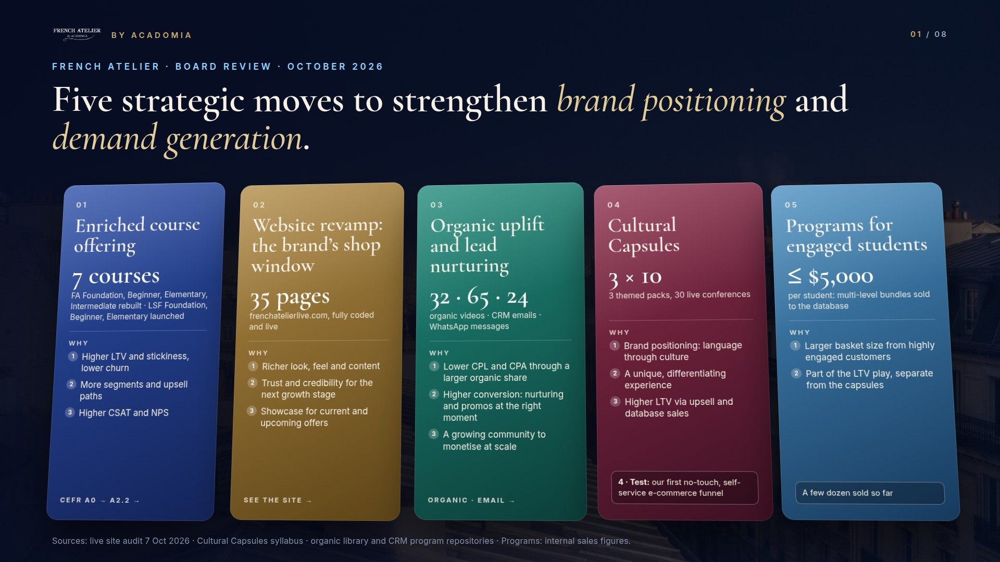 FRENCH ATELIER
by ACADOMIA
BY ACADOMIA
01 / 08
FRENCH ATELIER · BOARD REVIEW · OCTOBER 2026
Five strategic moves to strengthen brand positioning and
demand generation.
01
Enriched course
offering
7 courses
FA Foundation, Beginner, Elementary,
Intermediate rebuilt · LSF Foundation,
Beginner, Elementary launched
WHY
1 Higher LTV and stickiness,
lower churn
2 More segments and upsell
paths
3 Higher CSAT and NPS
CEFR A0 → A2.2 →
02
Website revamp:
the brand’s shop
window
35 pages
frenchatelierlive.com, fully coded
and live
WHY
1 Richer look, feel and content
2 Trust and credibility for the
next growth stage
3 Showcase for current and
upcoming offers
SEE THE SITE →
03
Organic uplift
and lead
nurturing
32 · 65 · 24
organic videos · CRM emails ·
WhatsApp messages
WHY
1 Lower CPL and CPA through a
larger organic share
2 Higher conversion: nurturing
and promos at the right
moment
3 A growing community to
monetise at scale
ORGANIC · EMAIL →
04
Cultural
Capsules
3 × 10
3 themed packs, 30 live conferences
WHY
1 Brand positioning: language
through culture
2 A unique, differentiating
experience
3 Higher LTV via upsell and
database sales
4 · Test: our first no-touch, self-
service e-commerce funnel
05
Programs for
engaged students
≤ $5,000
per student: multi-level bundles sold
to the database
WHY
1 Larger basket size from highly
engaged customers
2 Part of the LTV play, separate
from the capsules
A few dozen sold so far
Sources: live site audit 7 Oct 2026 · Cultural Capsules syllabus · organic library and CRM program repositories · Programs: internal sales figures.